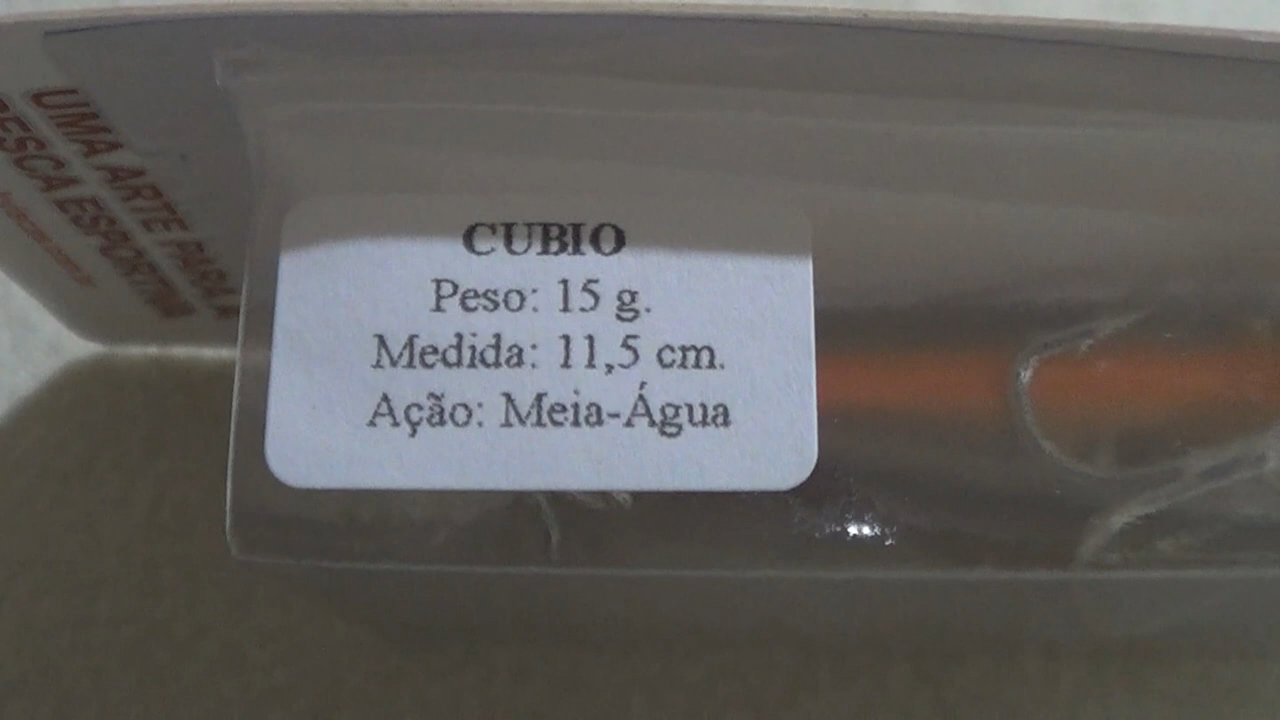 UMA ARTE PARA A
PESCA ESPORTIVA
CUBIO
Peso: 15 g.
Medida: 11,5 cm.
Ação: Meia-Água